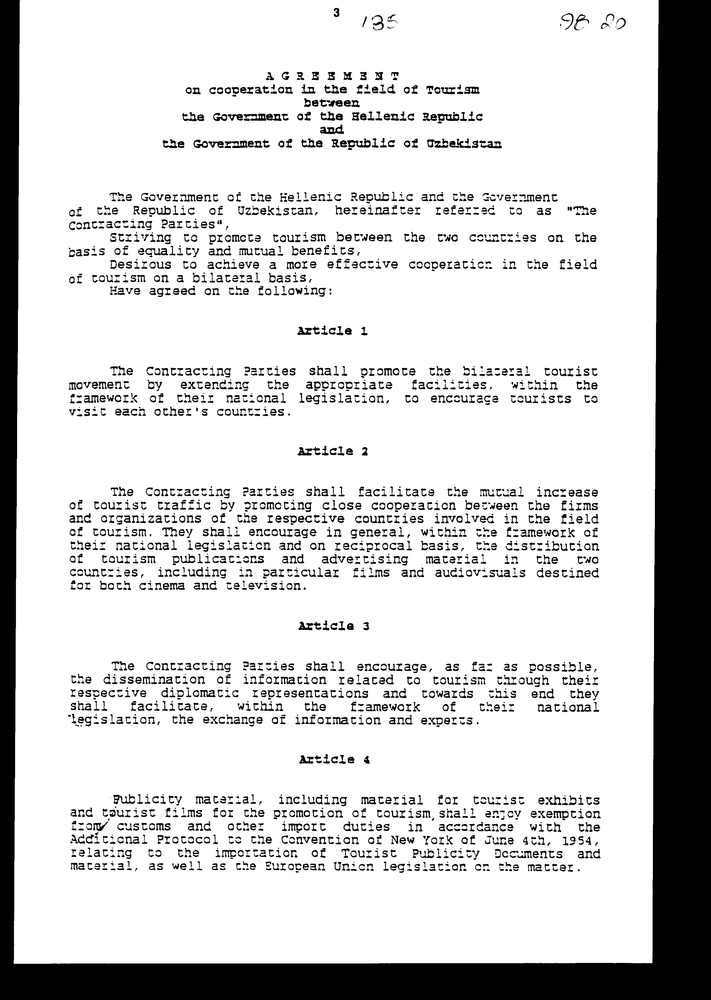 3
135
98 20
A G R E E M E N T
on cooperation in the field of Tourism
between
the Government of the Hellenic Republic
and
the Government of the Republic of Uzbekistan
The Government of the Hellenic Republic and the Government
of the Republic of Uzbekistan, hereinafter referred to as "The
Contracting Parties",
Striving to promote tourism between the two countries on the
basis of equality and mutual benefits,
Desirous to achieve a more effective cooperation in the field
of tourism on a bilateral basis,
Have agreed on the following:
Article 1
The Contracting Parties shall promote the bilateral tourist
movement by extending the appropriate facilities, within the
framework of their national legislation, to encourage tourists to
visit each other's countries.
Article 2
The Contracting Parties shall facilitate the mutual increase
of tourist traffic by promoting close cooperation between the firms
and organizations of the respective countries involved in the field
of tourism. They shall encourage in general, within the framework of
their national legislation and on reciprocal basis, the distribution
of tourism publications and advertising material in the two
countries, including in particular films and audiovisuals destined
for both cinema and television.
Article 3
The Contracting Parties shall encourage, as far as possible,
the dissemination of information related to tourism through their
respective diplomatic representations and towards this end they
shall facilitate, within the framework of their national
legislation, the exchange of information and experts.
Article 4
Publicity material, including material for tourist exhibits
and tourist films for the promotion of tourism, shall enjoy exemption
from customs and other import duties in accordance with the
Additional Protocol to the Convention of New York of June 4th, 1954,
relating to the importation of Tourist Publicity Documents and
material, as well as the European Union legislation on the matter.